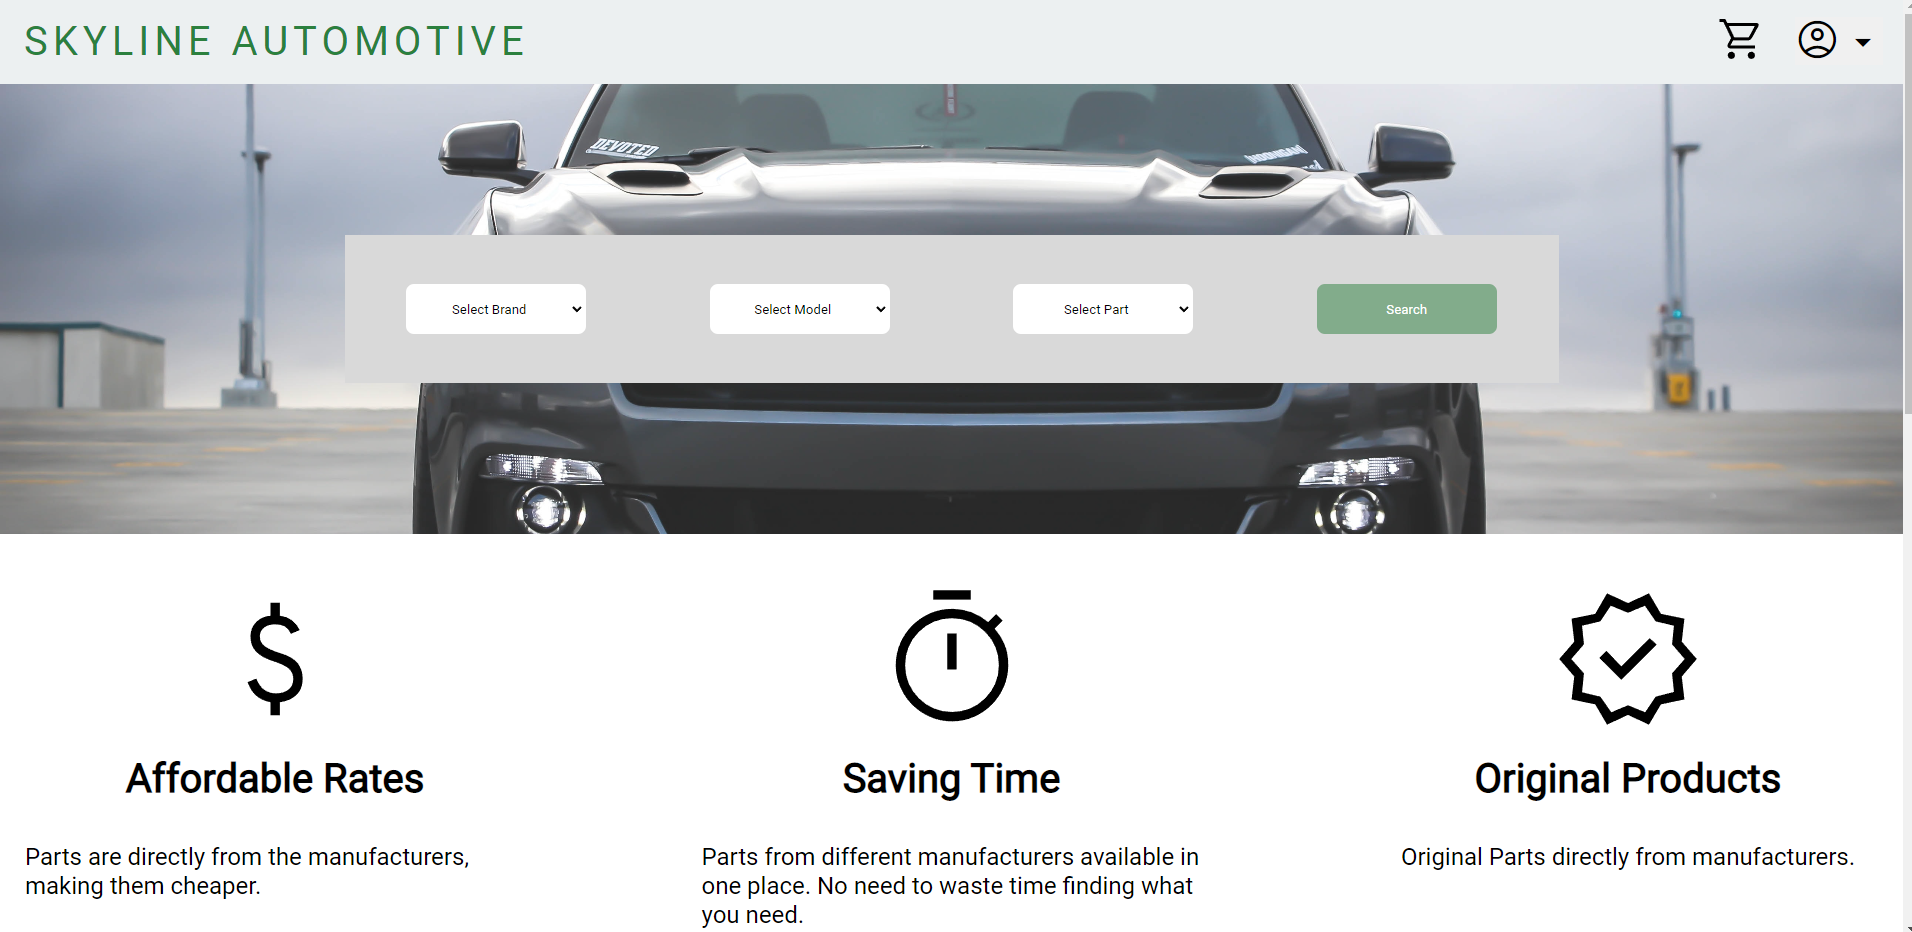 SKYLINE AUTOMOTIVE
DEVOTED
HOONIGAN
Select Brand
Select Model
Select Part
Search
Affordable Rates
Saving Time
Original Products
Parts are directly from the manufacturers,
making them cheaper.
Parts from different manufacturers available in
one place. No need to waste time finding what
you need.
Original Parts directly from manufacturers.